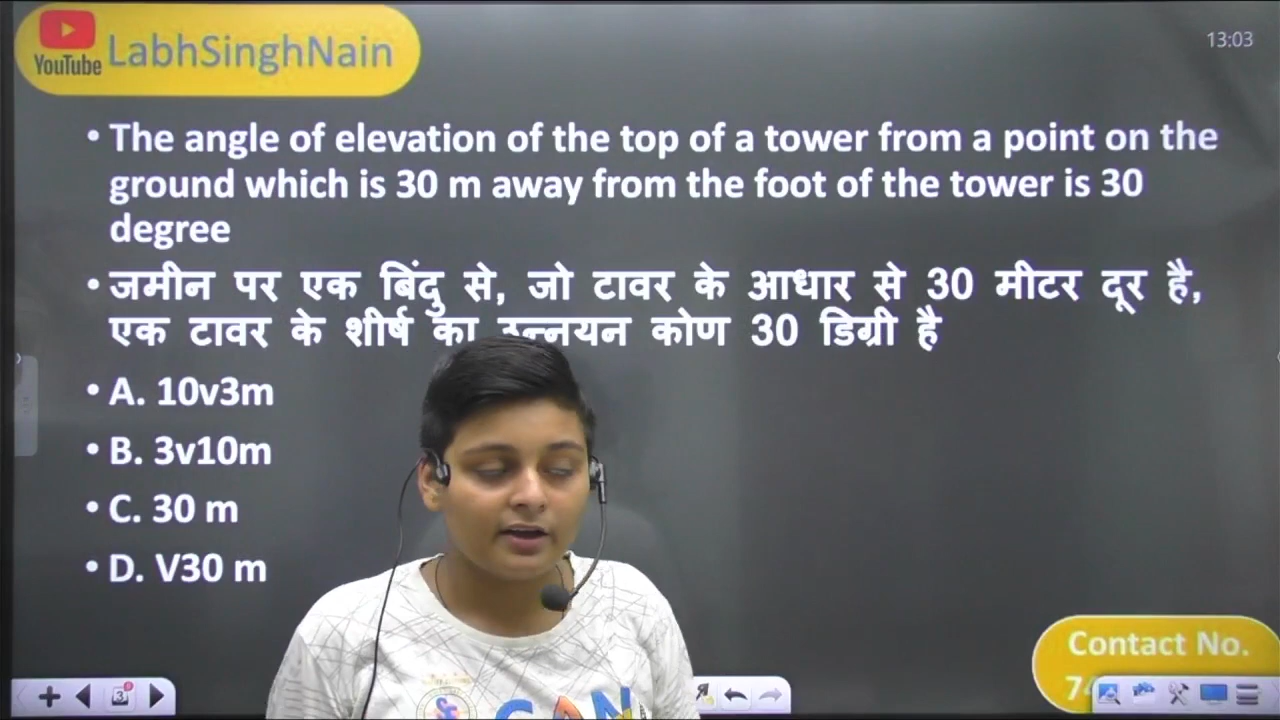 YouTube LabhSinghNain
13:03
• The angle of elevation of the top of a tower from a point on the
ground which is 30 m away from the foot of the tower is 30
degree
• जमीन पर एक बिंदु से, जो टावर के आधार से 30 मीटर दूर है,
एक टावर के शीर्ष का उन्नयन कोण 30 डिग्री है
• A. 10v3m
• B. 3v10m
• C. 30 m
• D. V30 m
CAN
Contact No.